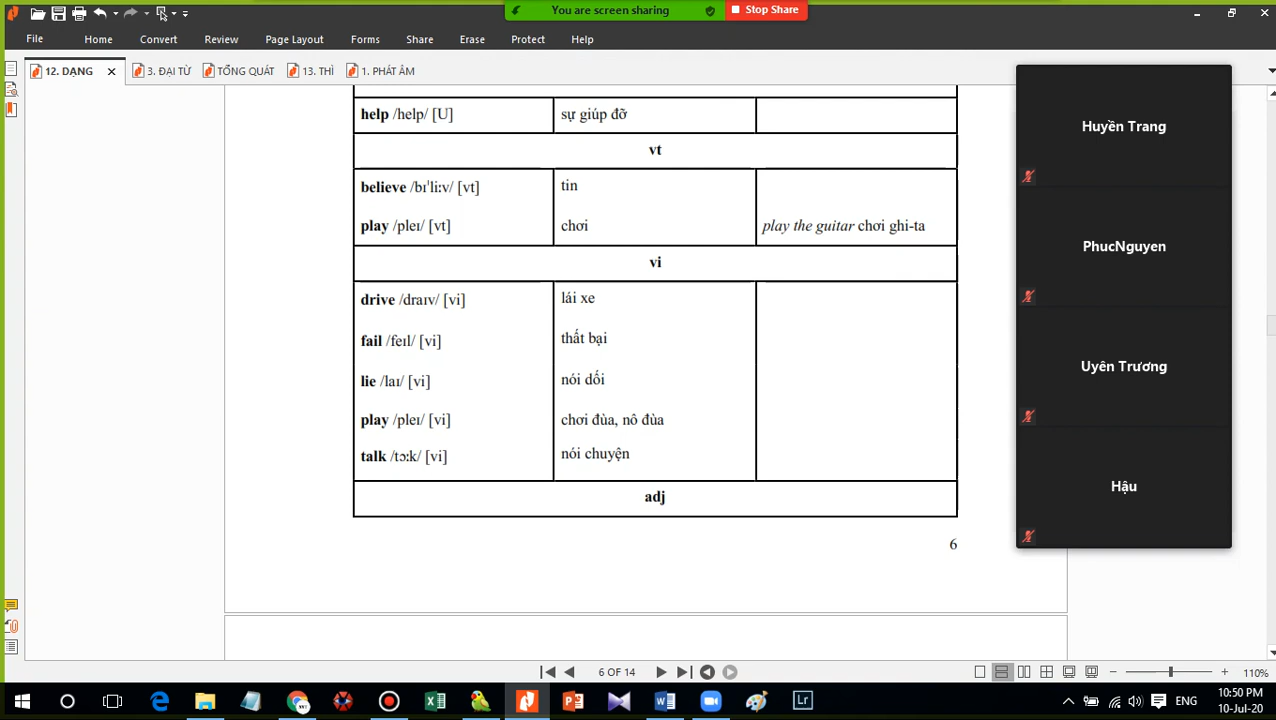 You are screen sharing
Stop Share
File Home Convert Review Page Layout Forms Share Erase Protect Help
12. DẠNG 3. ĐẠI TỪ TỔNG QUÁT 13. THÌ 1. PHÁT ÂM
help /help/ [U] sự giúp đỡ
vt
believe /bɪˈliːv/ [vt] tin
play /pleɪ/ [vt] chơi play the guitar chơi ghi-ta
vi
drive /draɪv/ [vi] lái xe
fail /feɪl/ [vi] thất bại
lie /laɪ/ [vi] nói dối
play /pleɪ/ [vi] chơi đùa, nô đùa
talk /tɔːk/ [vi] nói chuyện
adj
6
Huyền Trang
PhucNguyen
Uyên Trương
Hậu
6 OF 14
110%
Lr
ENG
10:50 PM
10-Jul-20